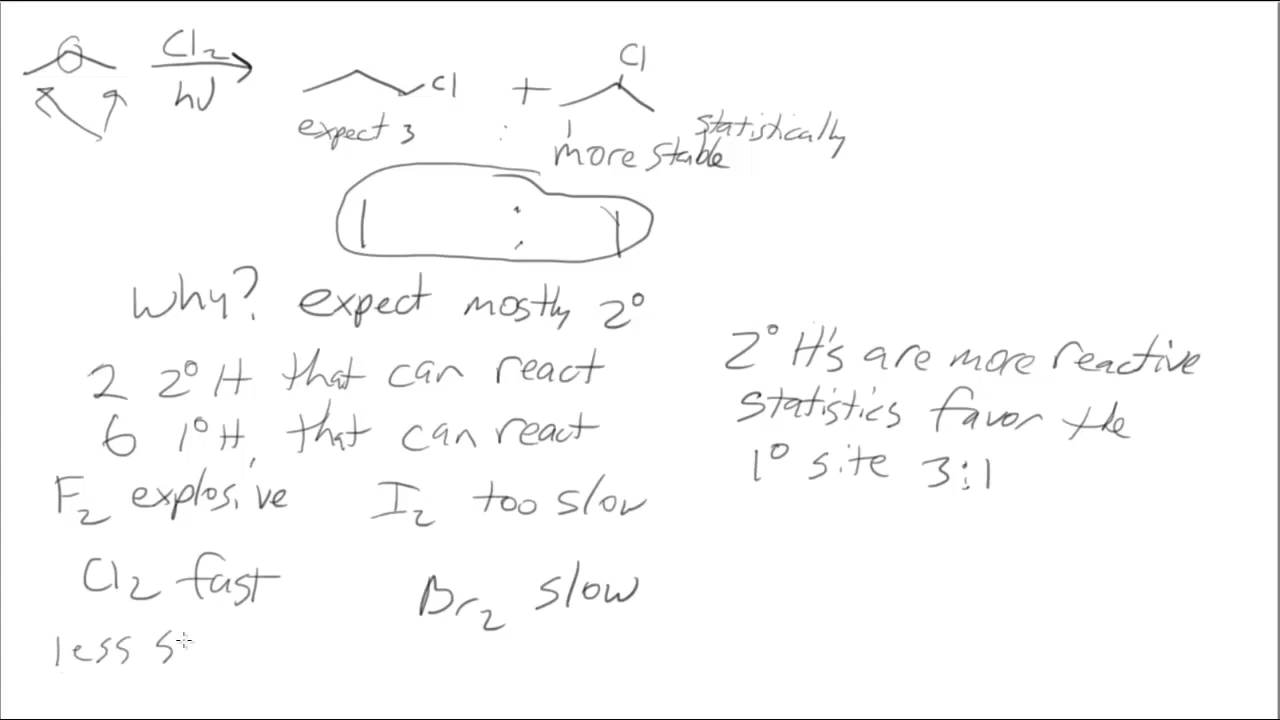 Cl2
hν
Cl + Cl
expect 3 : 1 statistically
more stable
1 : 1
Why? expect mostly 2°
2 2° H that can react
6 1° H, that can react
2° H's are more reactive
statistics favor the
1° site 3:1
F2 explosive I2 too slow
Cl2 fast Br2 slow
less s